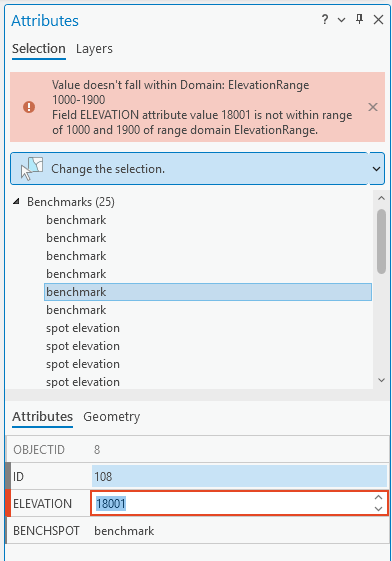 Attributes
Selection Layers
Value doesn't fall within Domain: ElevationRange
1000-1900
Field ELEVATION attribute value 18001 is not within range
of 1000 and 1900 of range domain ElevationRange.
Change the selection.
Benchmarks (25)
benchmark
benchmark
benchmark
benchmark
benchmark
benchmark
spot elevation
spot elevation
spot elevation
spot elevation
Attributes Geometry
OBJECTID 8
ID 108
ELEVATION 18001
BENCHSPOT benchmark